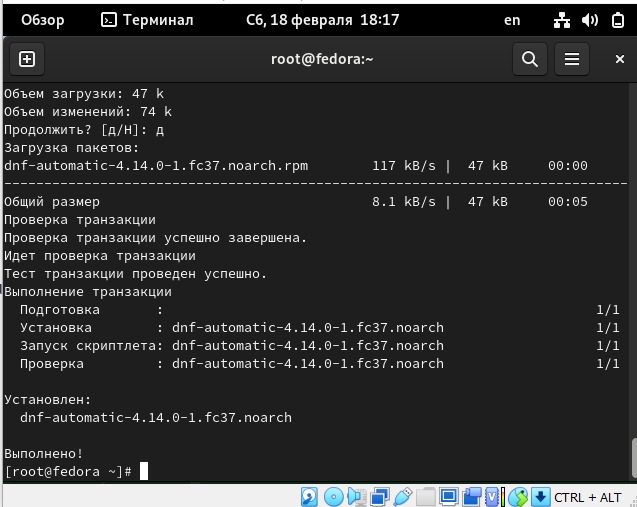 Обзор Терминал Сб, 18 февраля 18:17 en
root@fedora:~
Объем загрузки: 47 k
Объем изменений: 74 k
Продолжить? [д/Н]: д
Загрузка пакетов:
dnf-automatic-4.14.0-1.fc37.noarch.rpm 117 kB/s | 47 kB 00:00
--------------------------------------------------------------------------------
Общий размер 8.1 kB/s | 47 kB 00:05
Проверка транзакции
Проверка транзакции успешно завершена.
Идет проверка транзакции
Тест транзакции проведен успешно.
Выполнение транзакции
Подготовка : 1/1
Установка : dnf-automatic-4.14.0-1.fc37.noarch 1/1
Запуск скриптлета: dnf-automatic-4.14.0-1.fc37.noarch 1/1
Проверка : dnf-automatic-4.14.0-1.fc37.noarch 1/1
Установлен:
dnf-automatic-4.14.0-1.fc37.noarch
Выполнено!
[root@fedora ~]#
CTRL + ALT